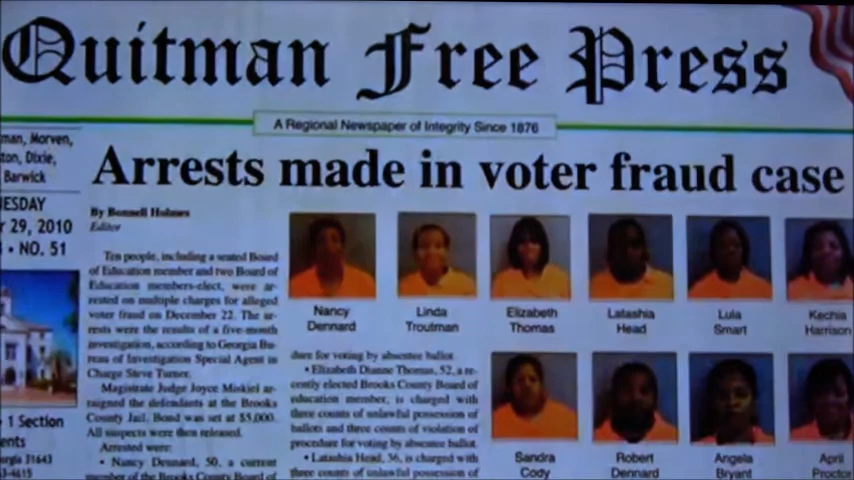 Quitman Free Press
A Regional Newspaper of Integrity Since 1876
man, Morven,
ton, Dixie,
Barwick
ESDAY
r 29, 2010
• NO. 51
1 Section
ents
rgia 31643
3-4615
Arrests made in voter fraud case
By Bonnell Holmes
Editor
Ten people, including a seated Board
of Education member and two Board of
Education members-elect, were ar-
rested on multiple charges for alleged
voter fraud on December 22. The ar-
rests were the results of a five-month
investigation, according to Georgia Bu-
reau of Investigation Special Agent in
Charge Steve Turner.
Magistrate Judge Joyce Miskiel ar-
raigned the defendants at the Brooks
County Jail. Bond was set at $5,000.
All suspects were then released.
Arrested were:
• Nancy Dennard, 50, a current
member of the Brooks County Board of
Nancy
Dennard
Linda
Troutman
Elizabeth
Thomas
Latashia
Head
Lula
Smart
Kechia
Harrison
dure for voting by absentee ballot.
• Elizabeth Dianne Thomas, 52, a re-
cently elected Brooks County Board of
education member, is charged with
three counts of unlawful possession of
ballots and three counts of violation of
procedure for voting by absentee ballot.
• Latashia Head, 36, is charged with
three counts of unlawful possession of
Sandra
Cody
Robert
Dennard
Angela
Bryant
April
Proctor